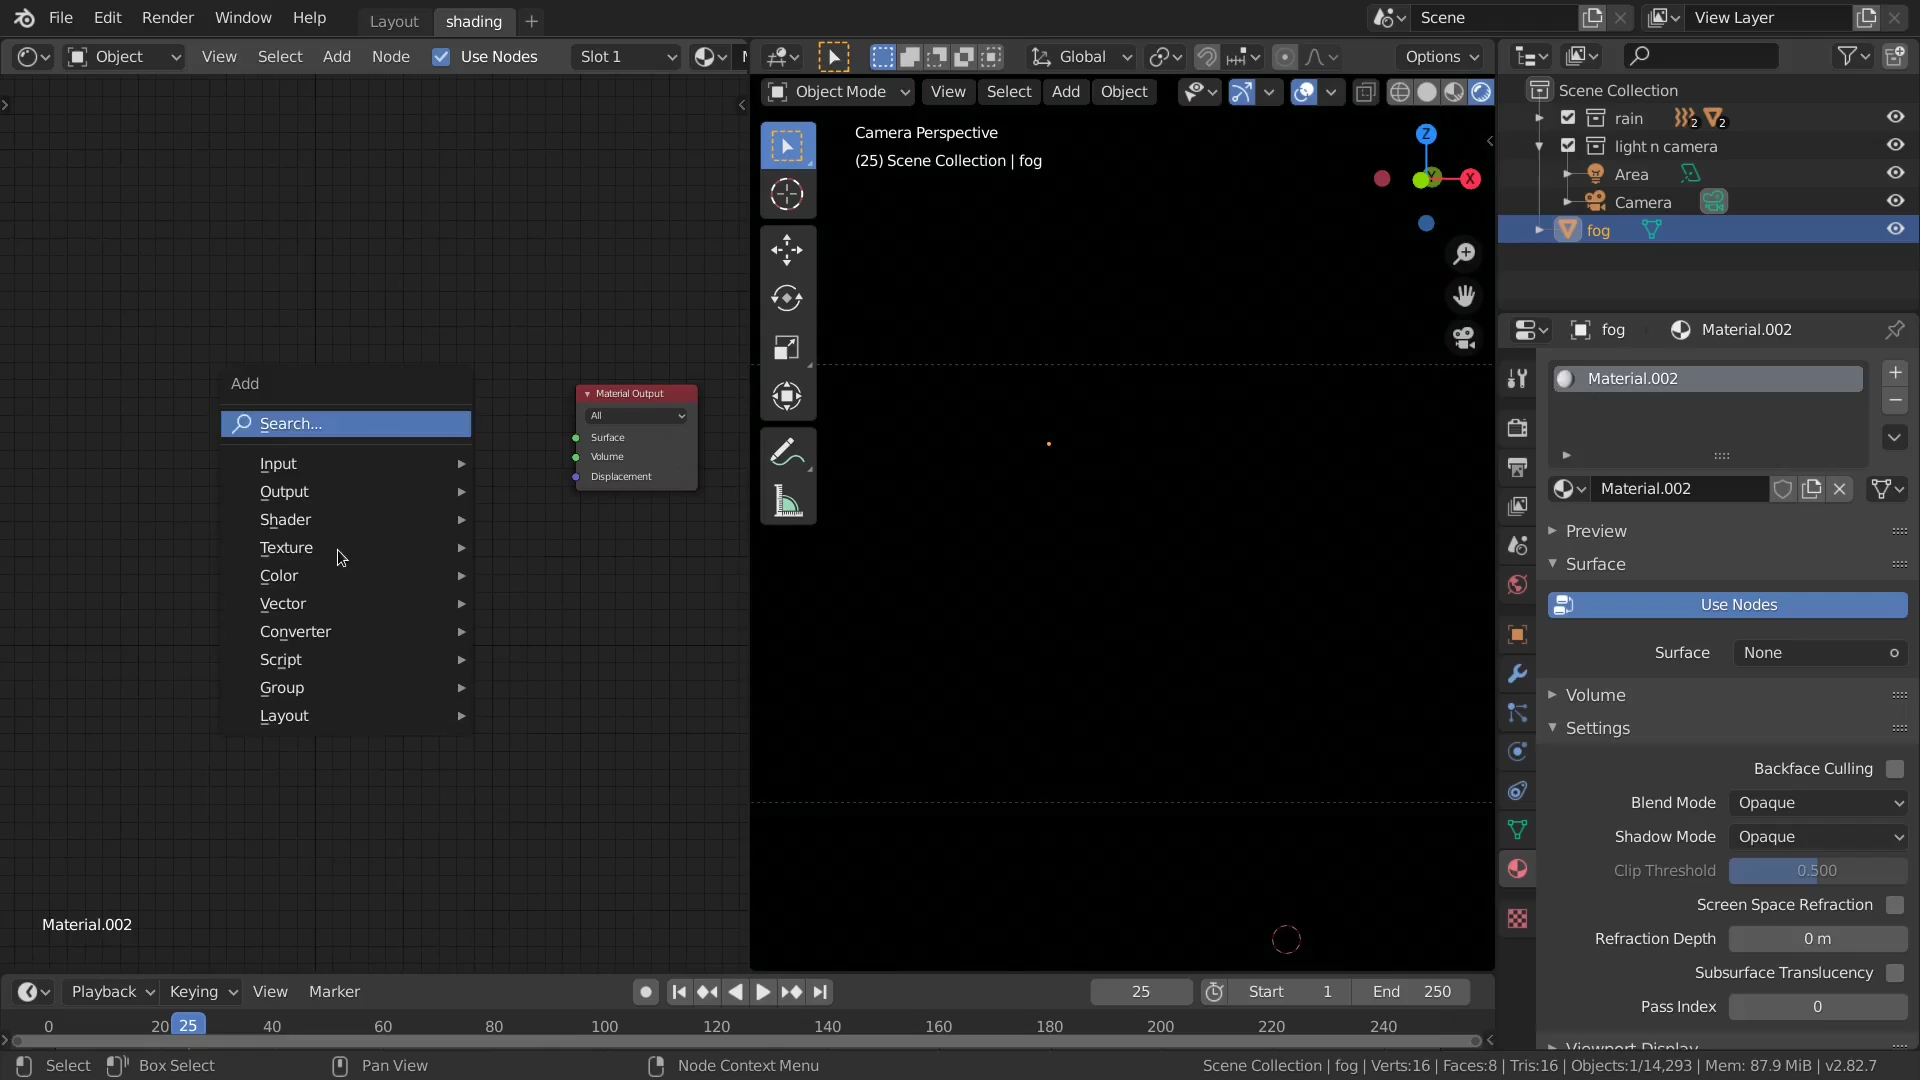 File Edit Render Window Help Layout shading + Scene View Layer
Object View Select Add Node Use Nodes Slot 1 Global Options
Object Mode View Select Add Object
Camera Perspective
(25) Scene Collection | fog
Z
Y
X
Add
Search...
Input
Output
Shader
Texture
Color
Vector
Converter
Script
Group
Layout
Material Output
All
Surface
Volume
Displacement
Material.002
Scene Collection
rain 2 2
light n camera
Area
Camera
fog
fog Material.002
Material.002
Material.002
Preview
Surface
Use Nodes
Surface None
Volume
Settings
Backface Culling
Blend Mode Opaque
Shadow Mode Opaque
Clip Threshold 0.500
Screen Space Refraction
Refraction Depth 0 m
Subsurface Translucency
Pass Index 0
Viewport Display
Playback Keying View Marker 25 Start 1 End 250
0 20 25 40 60 80 100 120 140 160 180 200 220 240
Select Box Select Pan View Node Context Menu Scene Collection | fog | Verts:16 | Faces:8 | Tris:16 | Objects:1/14,293 | Mem: 87.9 MiB | v2.82.7